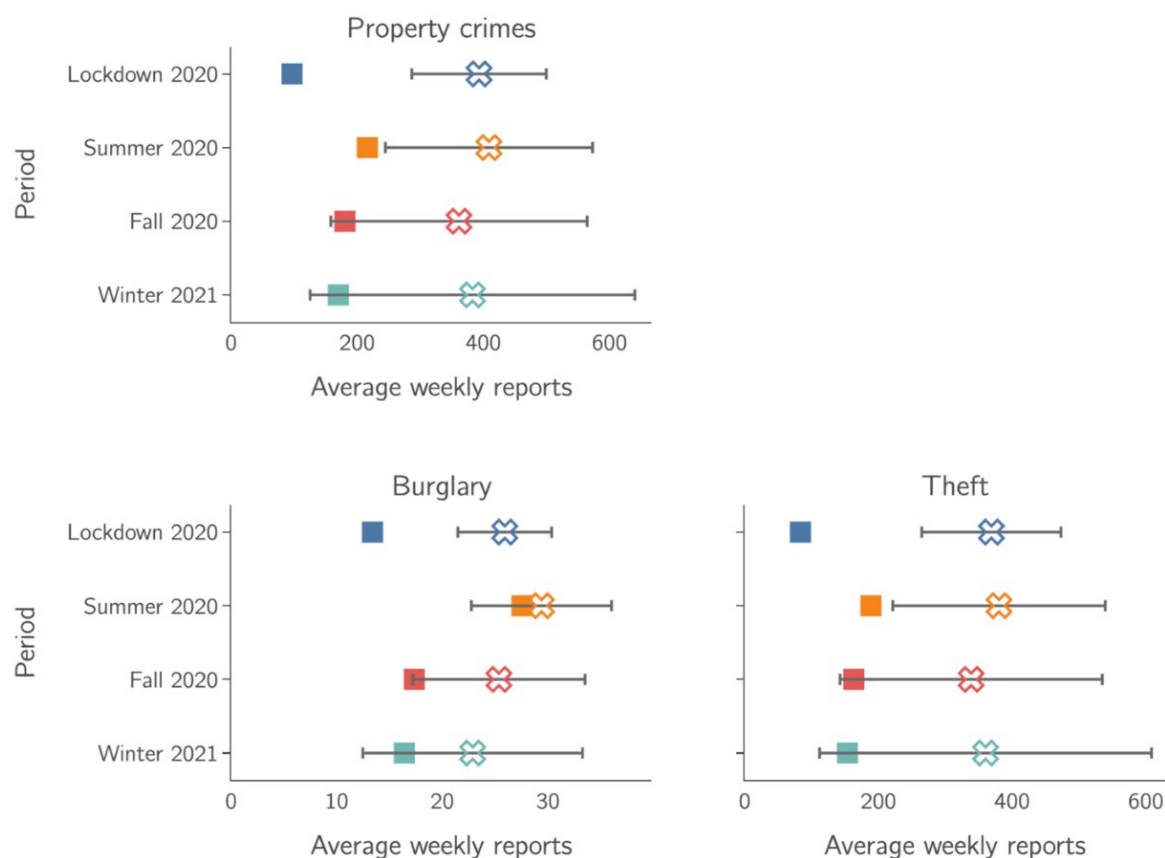 Property crimes
Period
Lockdown 2020
Summer 2020
Fall 2020
Winter 2021
0 200 400 600
Average weekly reports
Burglary
Period
Lockdown 2020
Summer 2020
Fall 2020
Winter 2021
0 10 20 30
Average weekly reports
Theft
0 200 400 600
Average weekly reports